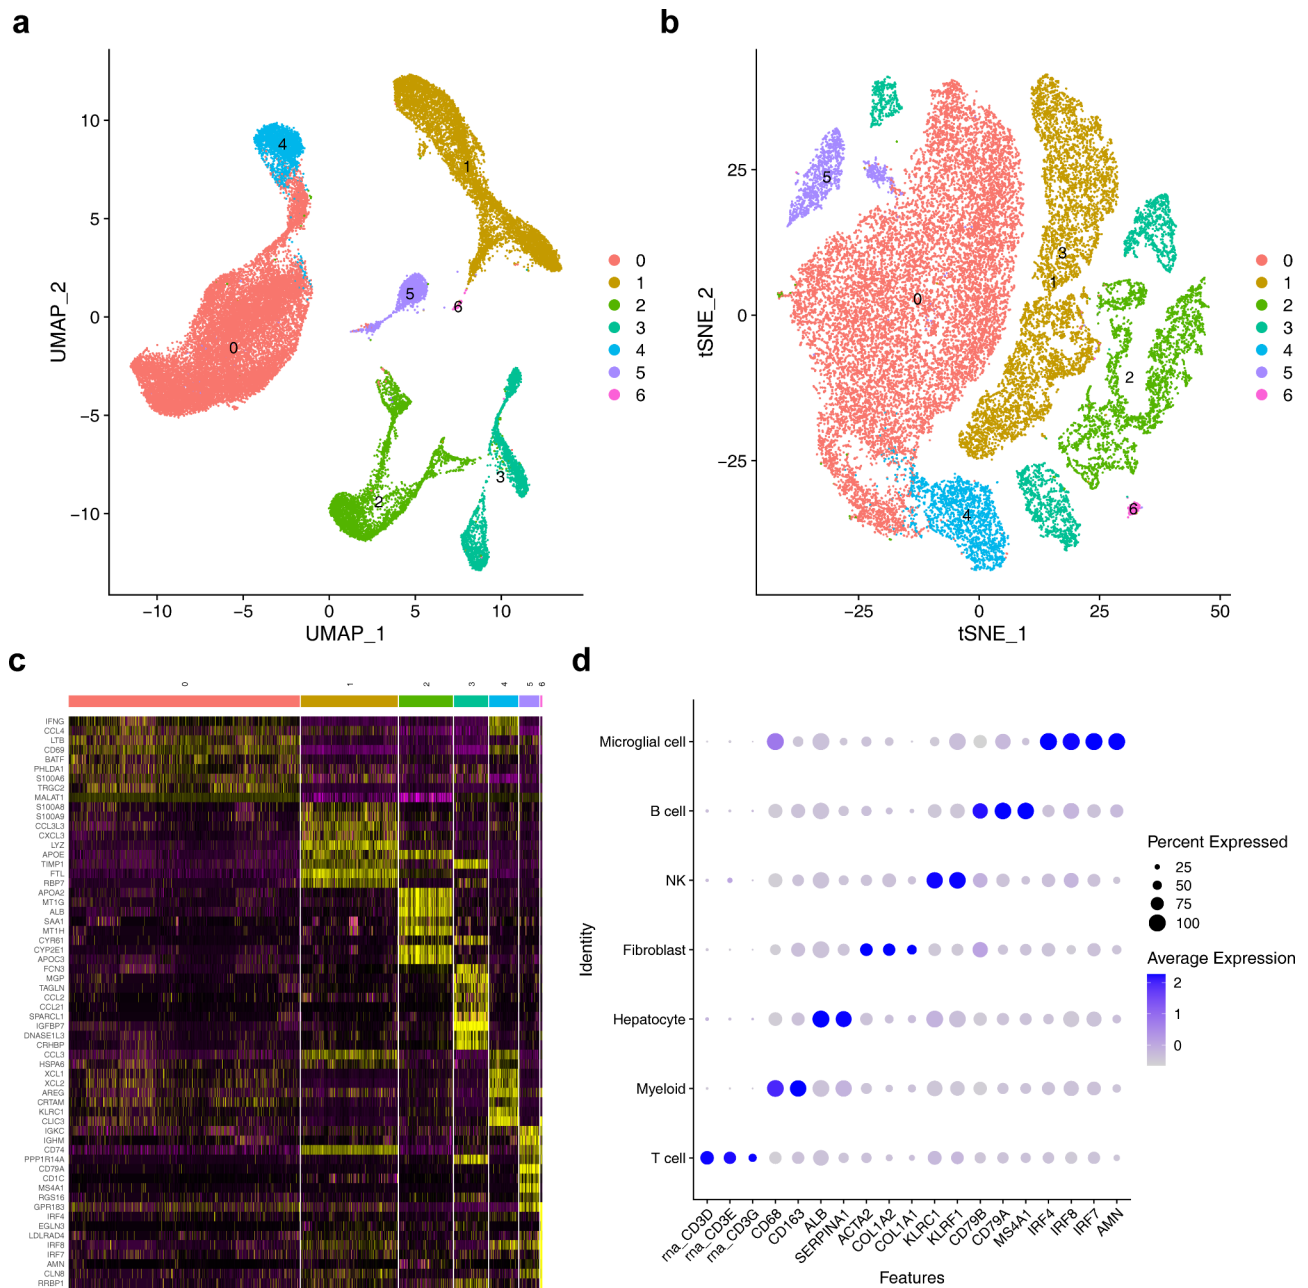 a
10
5
0
−5
−10
UMAP_2
−10
−5
0
5
10
UMAP_1
4
1
5
6
0
3
2
0
1
2
3
4
5
6
b
25
0
−25
tSNE_2
−25
0
25
50
tSNE_1
5
3
1
0
2
4
6
0
1
2
3
4
5
6
c
0
1
2
3
4
5
6
IFNG
CCL4
LTB
CD69
BATF
PHLDA1
S100A6
TRGC2
MALAT1
S100A8
S100A9
CCL3L3
CXCL3
LYZ
APOE
TIMP1
FTL
RBP7
APOA2
MT1G
ALB
SAA1
MT1H
CYR61
CYP2E1
APOC3
FCN3
MGP
TAGLN
CCL2
CCL21
SPARCL1
IGFBP7
DNASE1L3
CRHBP
CCL3
HSPA6
XCL1
XCL2
AREG
CRTAM
KLRC1
CLIC3
IGKC
IGHM
CD74
PPP1R14A
CD79A
CD1C
MS4A1
RGS16
GPR183
IRF4
EGLN3
LDLRAD4
IRF8
IRF7
AMN
CLN8
RRBP1
d
Identity
Microglial cell
B cell
NK
Fibroblast
Hepatocyte
Myeloid
T cell
rna_CD3D
rna_CD3E
rna_CD3G
CD68
CD163
ALB
SERPINA1
ACTA2
COL1A2
COL1A1
KLRC1
KLRF1
CD79B
CD79A
MS4A1
IRF4
IRF8
IRF7
AMN
Features
Percent Expressed
25
50
75
100
Average Expression
2
1
0